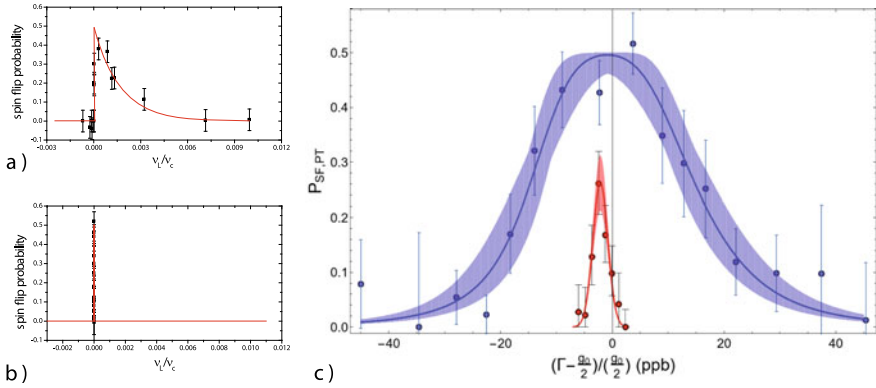 a)
spin flip probability
0.6
0.5
0.4
0.3
0.2
0.1
0.0
-0.1
-0.003 0.000 0.003 0.006 0.009 0.012
ν_L/ν_c
b)
spin flip probability
0.6
0.5
0.4
0.3
0.2
0.1
0.0
-0.1
-0.002 0.000 0.002 0.004 0.006 0.008 0.010 0.012
ν_L/ν_c
c)
P_SF,PT
0.5
0.4
0.3
0.2
0.1
0.0
−40 −20 0 20 40
(Γ−g₀/2)/(g₀/2) (ppb)